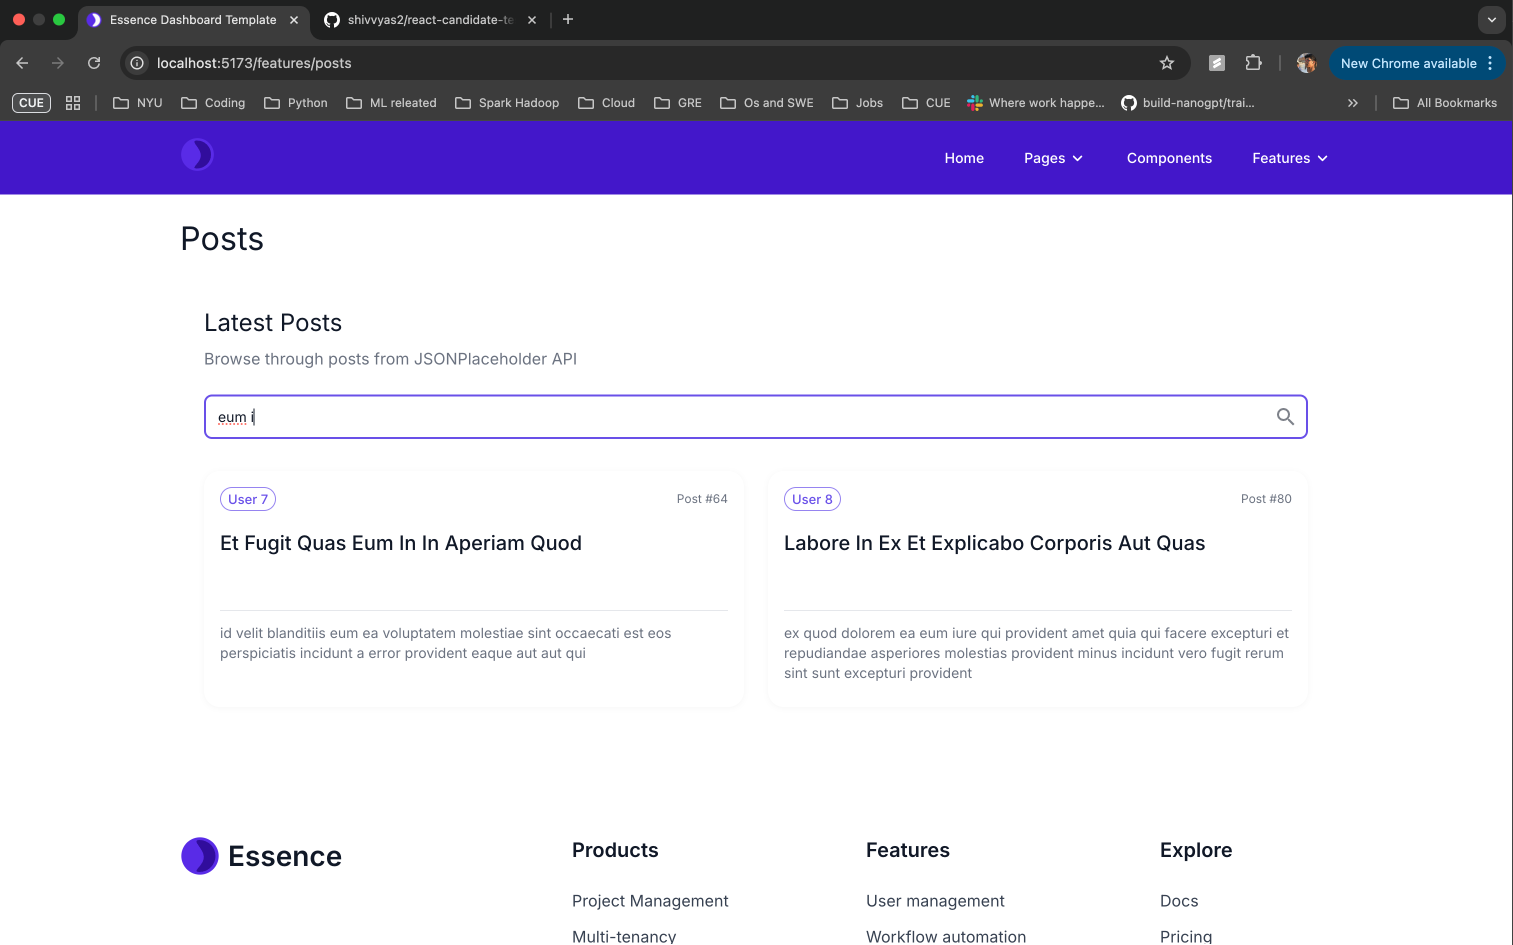 Essence Dashboard Template
shivvyas2/react-candidate-te
localhost:5173/features/posts
New Chrome available
CUE
NYU
Coding
Python
ML releated
Spark Hadoop
Cloud
GRE
Os and SWE
Jobs
CUE
Where work happe...
build-nanogpt/trai...
All Bookmarks
Home
Pages
Components
Features
Posts
Latest Posts
Browse through posts from JSONPlaceholder API
eum i
User 7
Post #64
Et Fugit Quas Eum In In Aperiam Quod
id velit blanditiis eum ea voluptatem molestiae sint occaecati est eos
perspiciatis incidunt a error provident eaque aut aut qui
User 8
Post #80
Labore In Ex Et Explicabo Corporis Aut Quas
ex quod dolorem ea eum iure qui provident amet quia qui facere excepturi et
repudiandae asperiores molestias provident minus incidunt vero fugit rerum
sint sunt excepturi provident
Essence
Products
Project Management
Multi-tenancy
Features
User management
Workflow automation
Explore
Docs
Pricing